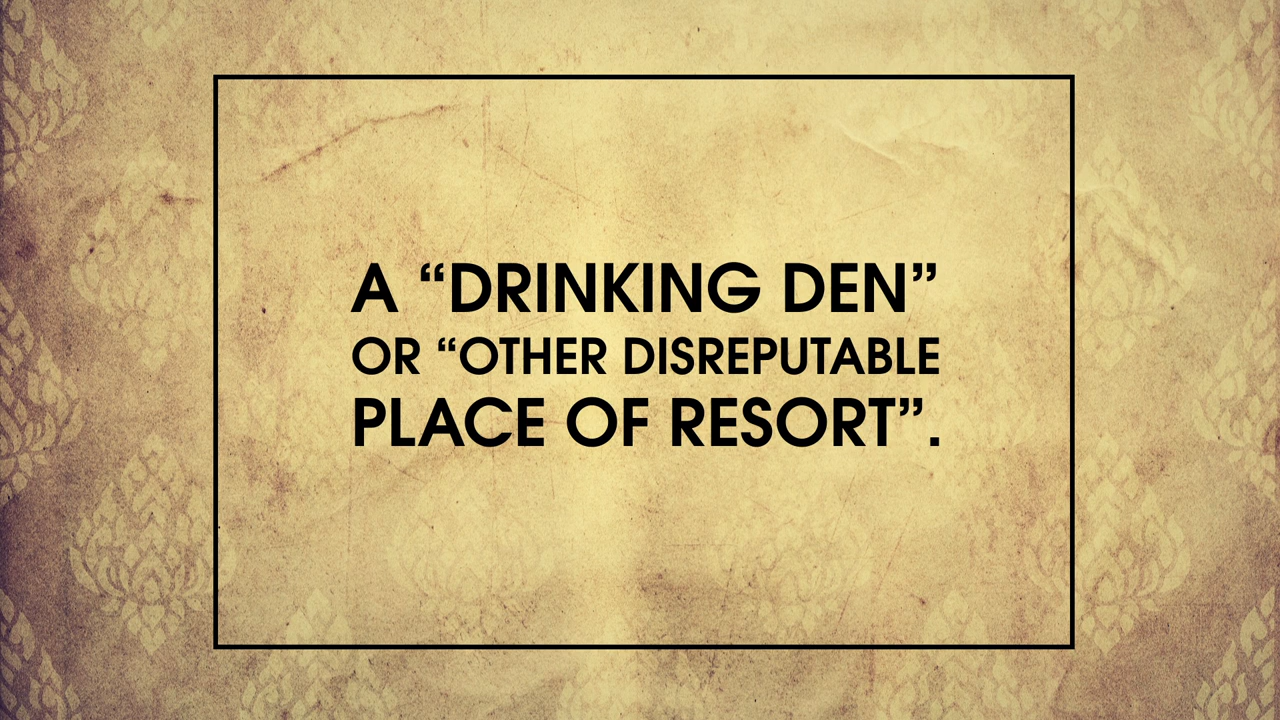 A “DRINKING DEN”
OR “OTHER DISREPUTABLE
PLACE OF RESORT”.